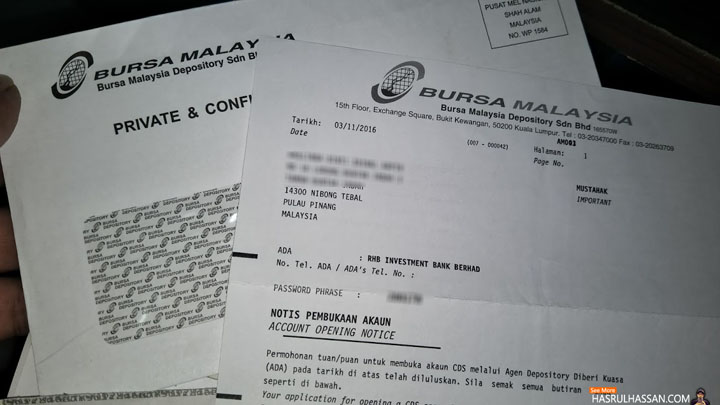 PUSAT MEL NASIONAL
SHAH ALAM
MALAYSIA
NO. WP 1584
BURSA MALAYSIA
Bursa Malaysia Depository Sdn
PRIVATE &
BURSA MALAYSIA
Bursa Malaysia Depository Sdn Bhd 165570W
15th Floor, Exchange Square, Bukit Kewangan, 50200 Kuala Lumpur. Tel : 03-20347000 Fax :
Tarikh: 03/11/2016
Date
(007 - 000042)
AM083
Halaman: 1
Page No.
MUSTAHAK
IMPORTANT
14300 NIBONG TEBAL
PULAU PINANG
MALAYSIA
ADA : RHB INVESTMENT BANK BERHAD
No. Tel. ADA / ADA's Tel. No. :
PASSWORD PHRASE :
NOTIS PEMBUKAAN AKAUN
ACCOUNT OPENING NOTICE
Permohonan tuan/puan untuk membuka akaun CDS melalui Agen Depository Diberi Kuasa
(ADA) pada tarikh di atas telah diluluskan. Sila semak semua butiran
seperti di bawah.
Your application for opening a CDS
See More
HASRULHASSAN.COM